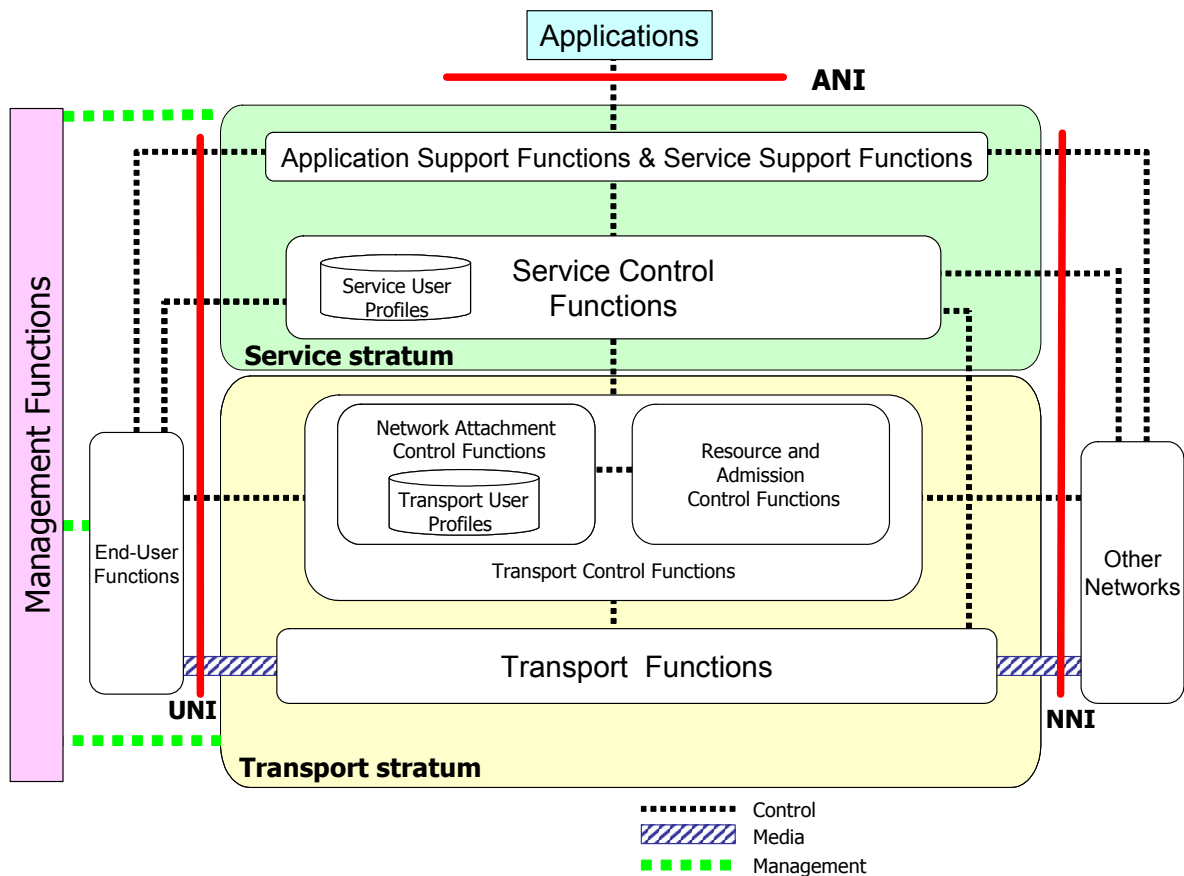 Applications
ANI
Application Support Functions & Service Support Functions
Service Control
Functions
Service User
Profiles
Service stratum
Management Functions
Network Attachment
Control Functions
Transport User
Profiles
Resource and
Admission
Control Functions
Transport Control Functions
End-User
Functions
Other
Networks
Transport Functions
UNI
NNI
Transport stratum
Control
Media
Management